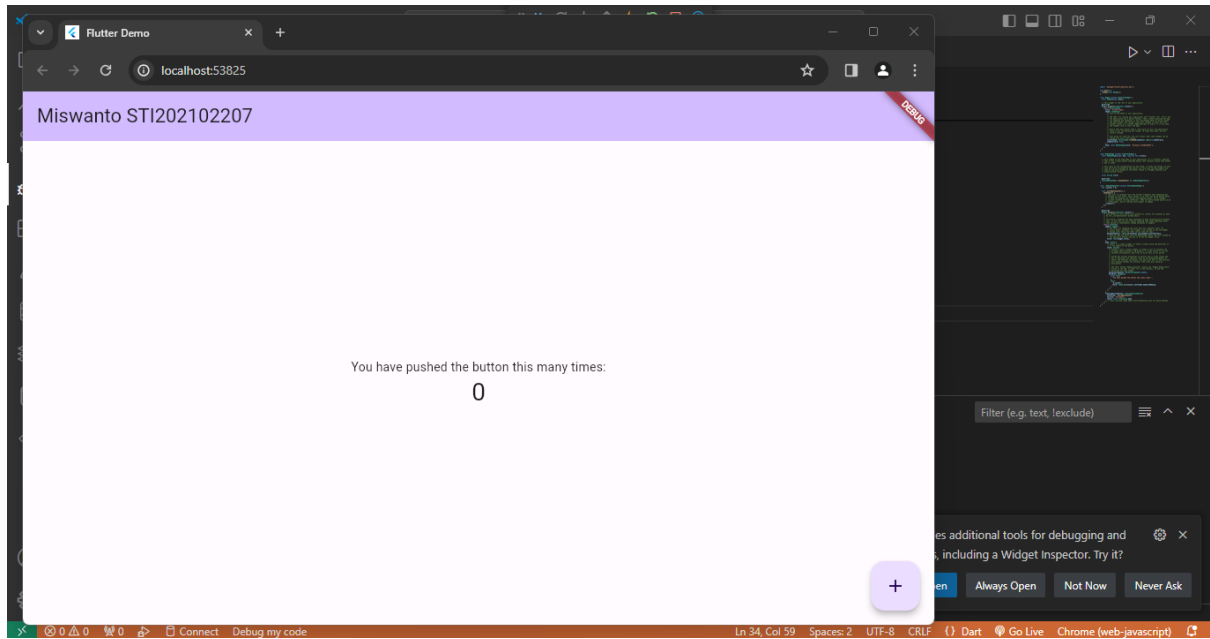 Flutter Demo
localhost:53825
Miswanto STI202102207
DEBUG
You have pushed the button this many times:
0
+
Filter (e.g. text, !exclude)
es additional tools for debugging and
, including a Widget Inspector. Try it?
en Always Open Not Now Never Ask
0 0 0 Connect Debug my code Ln 34, Col 59 Spaces: 2 UTF-8 CRLF {} Dart Go Live Chrome (web-javascript)